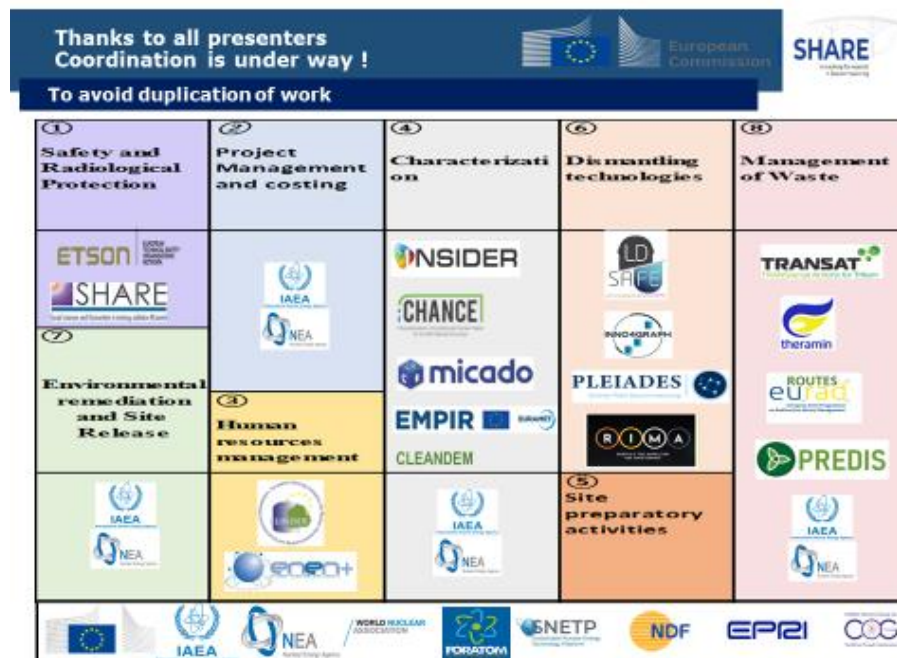 Thanks to all presenters
Coordination is under way !
European
Commission
SHARE
To avoid duplication of work
①
Safety and
Radiological
Protection
②
Project
Management
and costing
④
Characterizati
on
⑥
Dismantling
technologies
⑧
Management
of Waste
ETSON
SHARE
IAEA
NEA
INSIDER
CHANCE
micado
EMPIR
EURAMET
CLEANDEM
LD
SAFE
INNO4GRAPH
PLEIADES
RIMA
TRANSAT
theramin
ROUTES
eurad
PREDIS
⑦
Environmental
remediation
and Site
Release
③
Human
resources
management
⑤
Site
preparatory
activities
IAEA
NEA
enen+
IAEA
NEA
IAEA
NEA
IAEA
NEA
WORLD NUCLEAR
ASSOCIATION
FORATOM
SNETP
NDF
EPRI
COG